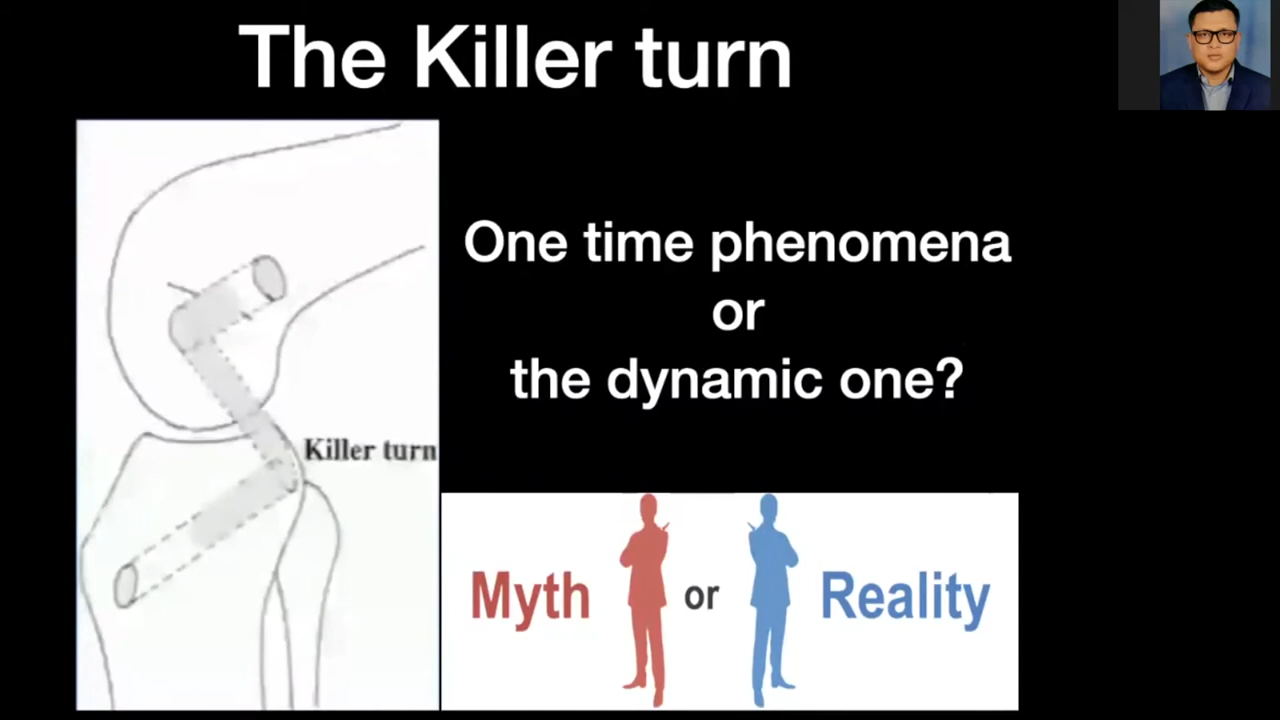 The Killer turn
One time phenomena
or
the dynamic one?
Killer turn
Myth or Reality